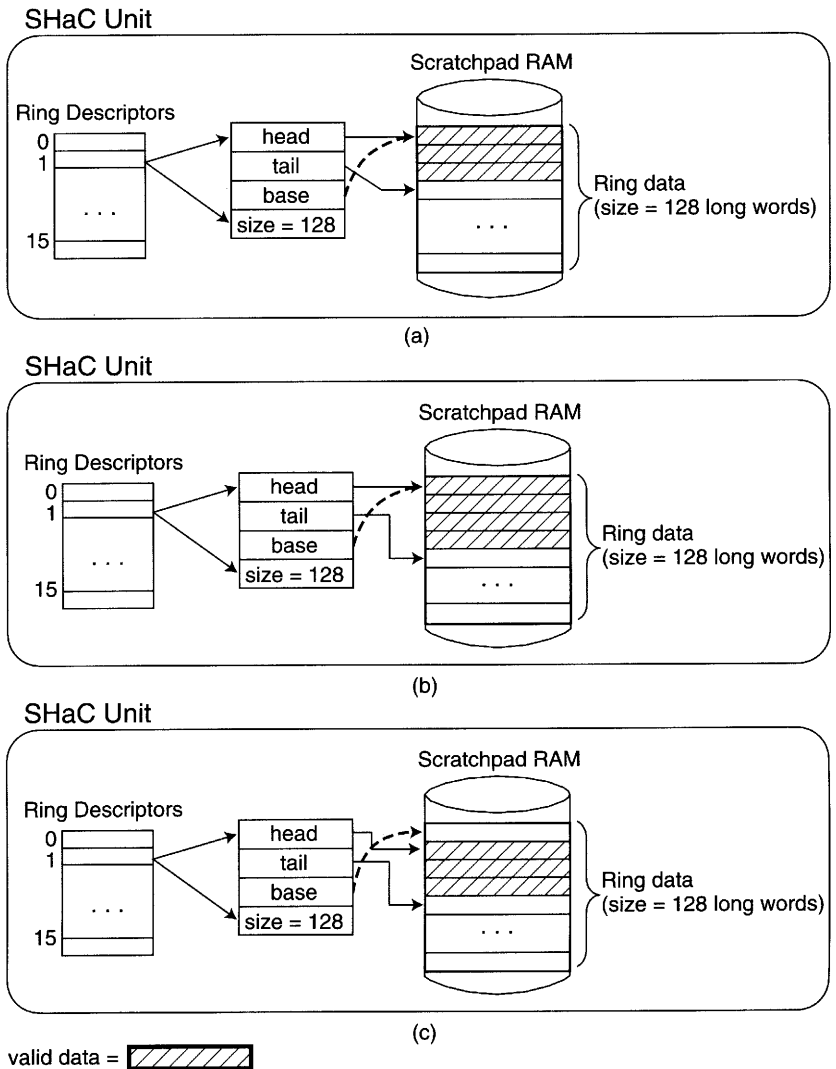 SHaC Unit
Scratchpad RAM
Ring Descriptors
0
1
. . .
15
head
tail
base
size = 128
. . .
Ring data
(size = 128 long words)
(a)
SHaC Unit
Scratchpad RAM
Ring Descriptors
0
1
. . .
15
head
tail
base
size = 128
. . .
Ring data
(size = 128 long words)
(b)
SHaC Unit
Scratchpad RAM
Ring Descriptors
0
1
. . .
15
head
tail
base
size = 128
. . .
Ring data
(size = 128 long words)
(c)
valid data =